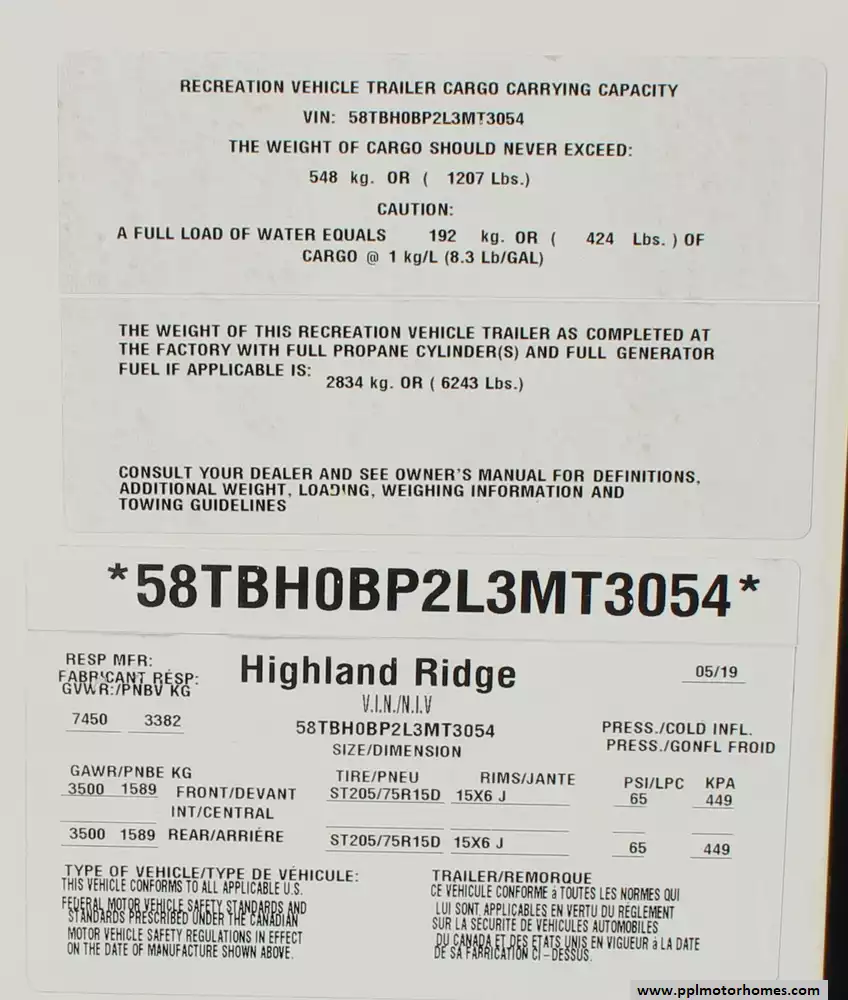 RECREATION VEHICLE TRAILER CARGO CARRYING CAPACITY
VIN: 58TBH0BP2L3MT3054
THE WEIGHT OF CARGO SHOULD NEVER EXCEED:
548 kg. OR ( 1207 Lbs.)
CAUTION:
A FULL LOAD OF WATER EQUALS 192 kg. OR ( 424 Lbs. ) OF
CARGO @ 1 kg/L (8.3 Lb/GAL)
THE WEIGHT OF THIS RECREATION VEHICLE TRAILER AS COMPLETED AT
THE FACTORY WITH FULL PROPANE CYLINDER(S) AND FULL GENERATOR
FUEL IF APPLICABLE IS:
2834 kg. OR ( 6243 Lbs.)
CONSULT YOUR DEALER AND SEE OWNER'S MANUAL FOR DEFINITIONS,
ADDITIONAL WEIGHT, LOADING, WEIGHING INFORMATION AND
TOWING GUIDELINES
*58TBH0BP2L3MT3054*
RESP MFR: Highland Ridge 05/19
FABRICANT RESP:
GVWR:/PNBV KG
V.I.N./N.I.V
7450 3382
58TBH0BP2L3MT3054
PRESS./COLD INFL.
SIZE/DIMENSION
PRESS./GONFL FROID
GAWR/PNBE KG TIRE/PNEU RIMS/JANTE PSI/LPC KPA
3500 1589 FRONT/DEVANT ST205/75R15D 15X6 J 65 449
INT/CENTRAL
3500 1589 REAR/ARRIÈRE ST205/75R15D 15X6 J 65 449
TYPE OF VEHICLE/TYPE DE VÉHICULE: TRAILER/REMORQUE
THIS VEHICLE CONFORMS TO ALL APPLICABLE U.S.
FEDERAL MOTOR VEHICLE SAFETY STANDARDS AND
STANDARDS PRESCRIBED UNDER THE CANADIAN
MOTOR VEHICLE SAFETY REGULATIONS IN EFFECT
ON THE DATE OF MANUFACTURE SHOWN ABOVE.
CE VEHICULE CONFORME à TOUTES LES NORMES QUI
LUI SONT APPLICABLES EN VERTU DU REGLEMENT
SUR LA SECURITE DE VEHICULES AUTOMOBILES
DU CANADA ET DES ETATS UNIS EN VIGUEUR à LA DATE
DE SA FARICATION CI-DESSUS.
www.pplmotorhomes.com